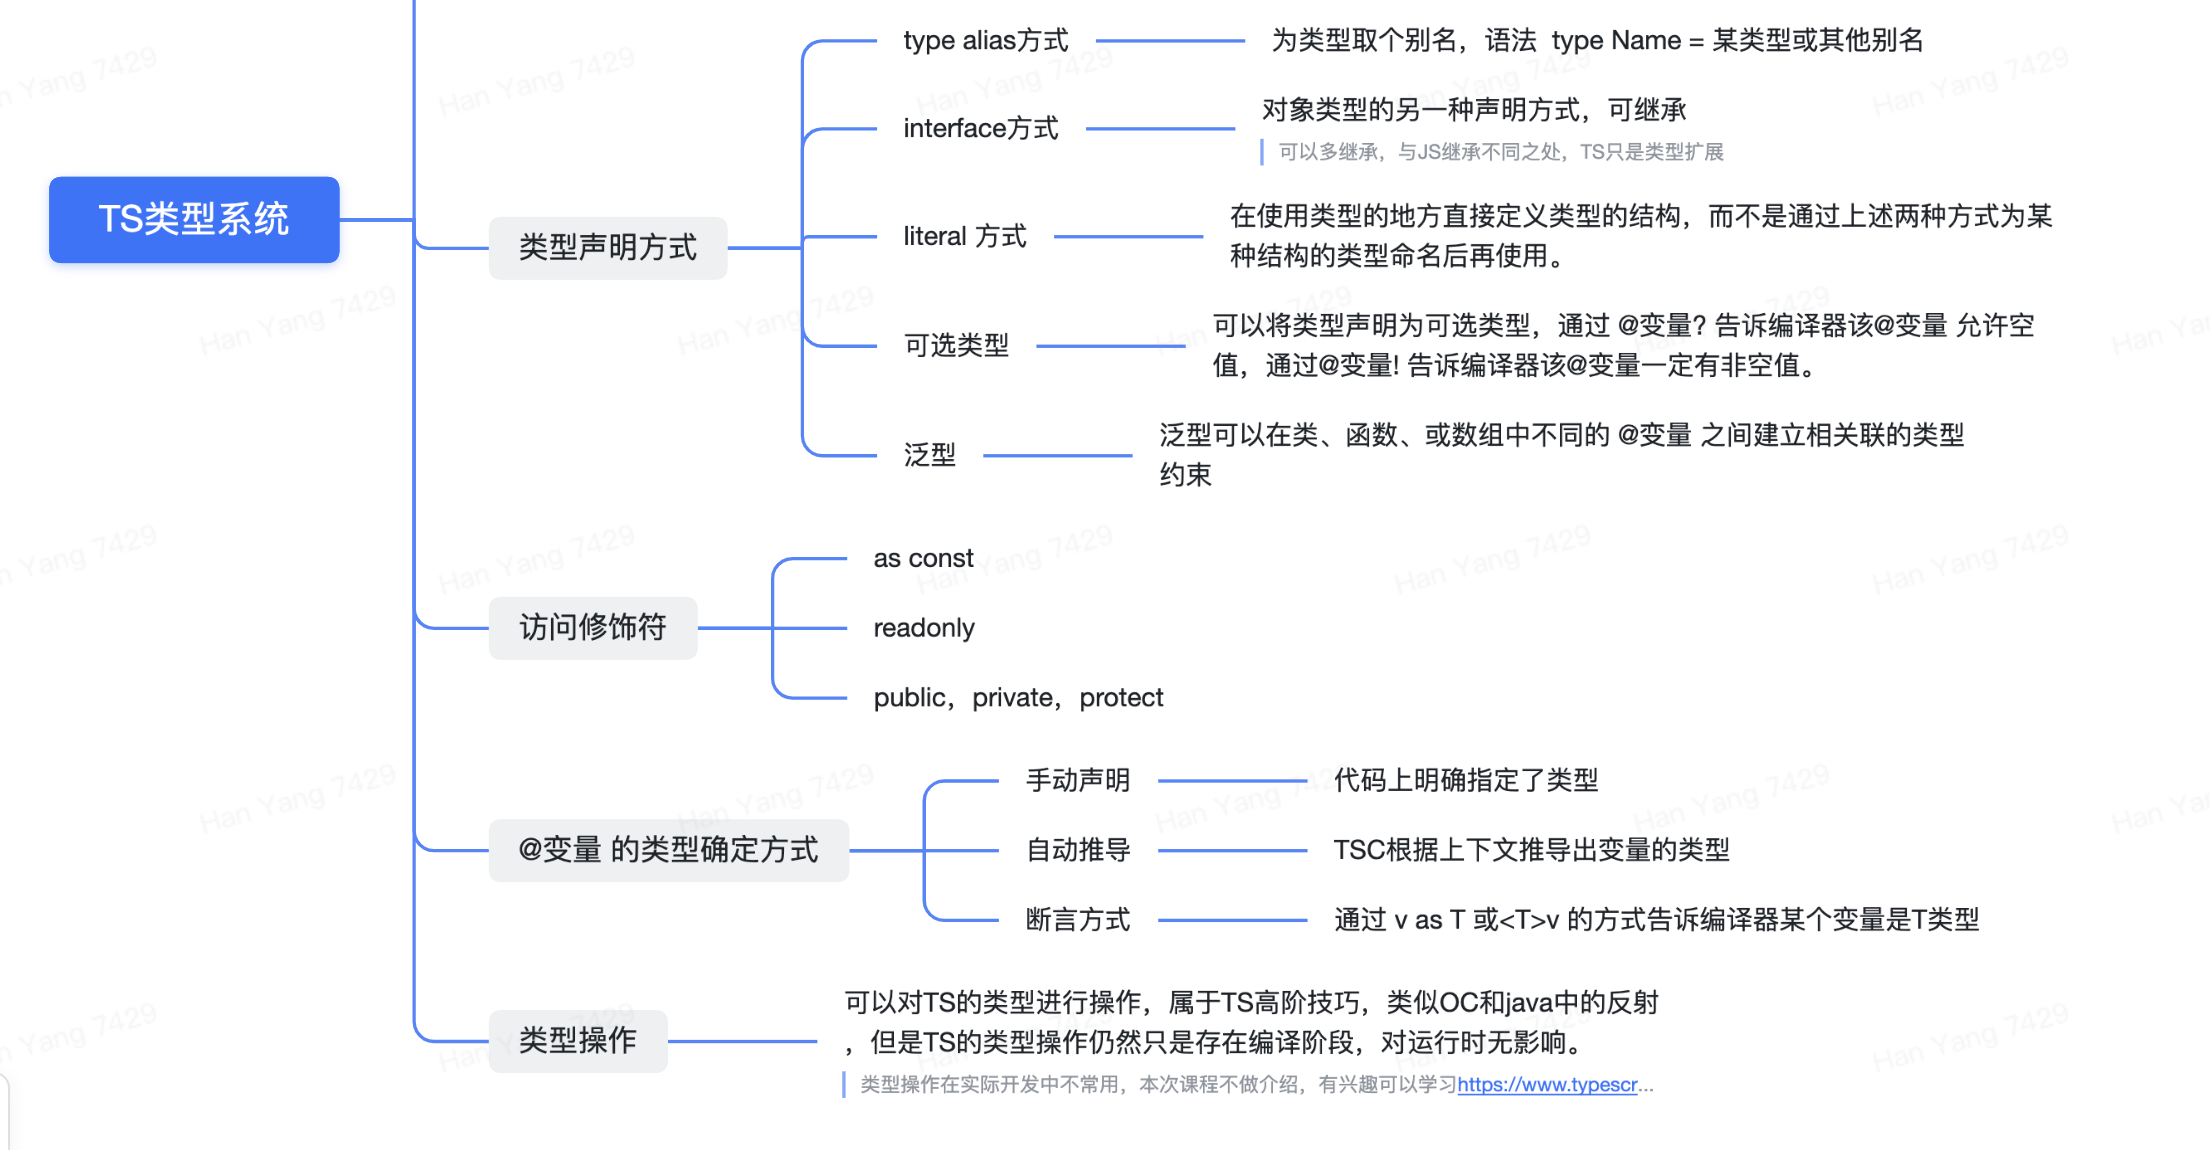 type alias方式
为类型取个别名，语法  type Name = 某类型或其他别名
interface方式
对象类型的另一种声明方式，可继承
可以多继承，与JS继承不同之处，TS只是类型扩展
TS类型系统
类型声明方式
literal 方式
在使用类型的地方直接定义类型的结构，而不是通过上述两种方式为某
种结构的类型命名后再使用。
可选类型
可以将类型声明为可选类型，通过 @变量? 告诉编译器该@变量 允许空
值，通过@变量! 告诉编译器该@变量一定有非空值。
泛型
泛型可以在类、函数、或数组中不同的 @变量 之间建立相关联的类型
约束
访问修饰符
as const
readonly
public，private，protect
@变量 的类型确定方式
手动声明
代码上明确指定了类型
自动推导
TSC根据上下文推导出变量的类型
断言方式
通过 v as T 或<T>v 的方式告诉编译器某个变量是T类型
类型操作
可以对TS的类型进行操作，属于TS高阶技巧，类似OC和java中的反射
，但是TS的类型操作仍然只是存在编译阶段，对运行时无影响。
类型操作在实际开发中不常用，本次课程不做介绍，有兴趣可以学习https://www.typescr...
Han Yang 7429